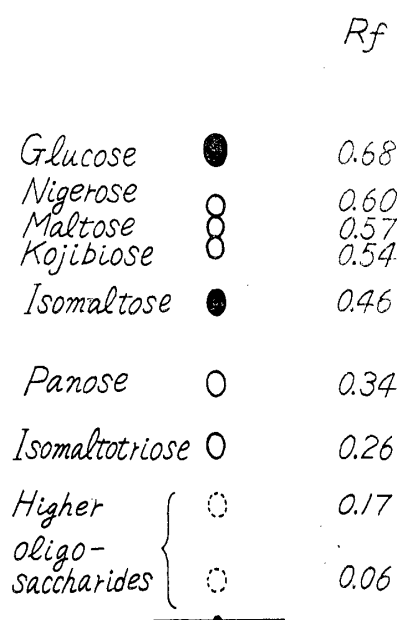 Rf
Glucose 0.68
Nigerose 0.60
Maltose 0.57
Kojibiose 0.54
Isomaltose 0.46
Panose 0.34
Isomaltotriose 0.26
Higher 0.17
oligo-
saccharides 0.06